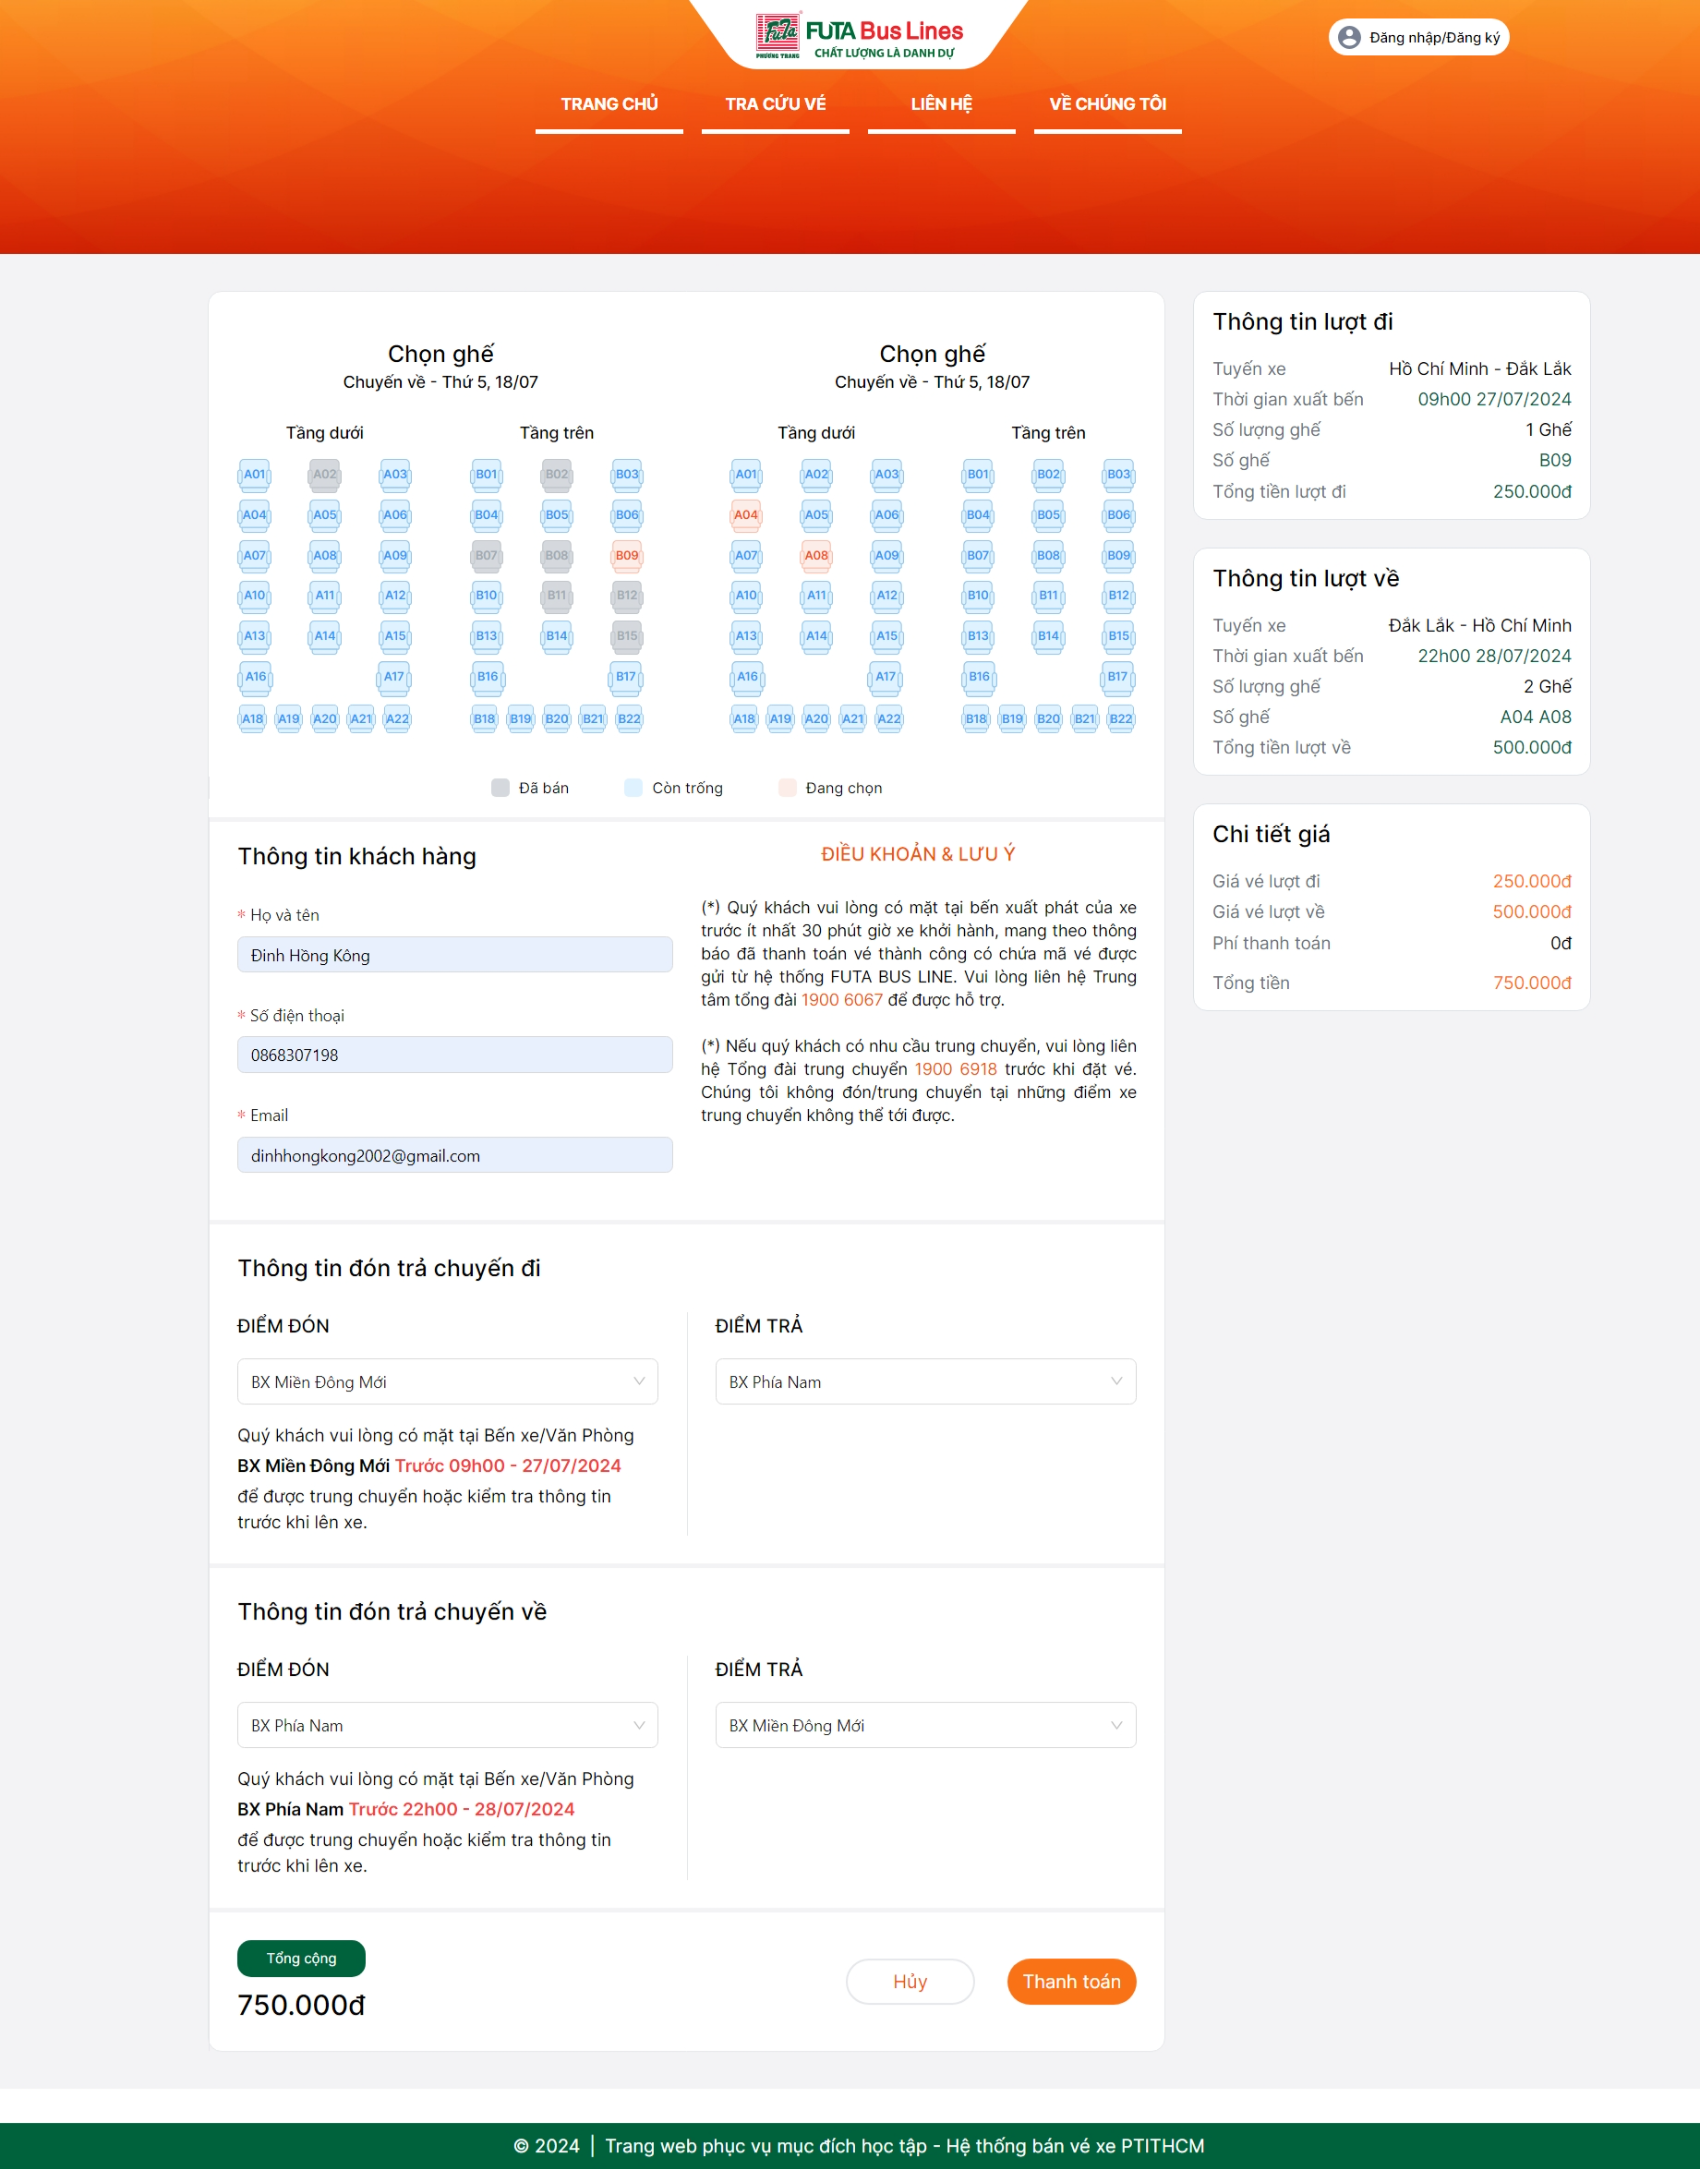 FuTa
PHƯƠNG TRANG
FUTA Bus Lines
CHẤT LƯỢNG LÀ DANH DỰ
Đăng nhập/Đăng ký
TRANG CHỦ
TRA CỨU VÉ
LIÊN HỆ
VỀ CHÚNG TÔI
Chọn ghế
Chuyến về - Thứ 5, 18/07
Tầng dưới
A01 A02 A03
A04 A05 A06
A07 A08 A09
A10 A11 A12
A13 A14 A15
A16 A17
A18 A19 A20 A21 A22
Tầng trên
B01 B02 B03
B04 B05 B06
B07 B08 B09
B10 B11 B12
B13 B14 B15
B16 B17
B18 B19 B20 B21 B22
Chọn ghế
Chuyến về - Thứ 5, 18/07
Tầng dưới
A01 A02 A03
A04 A05 A06
A07 A08 A09
A10 A11 A12
A13 A14 A15
A16 A17
A18 A19 A20 A21 A22
Tầng trên
B01 B02 B03
B04 B05 B06
B07 B08 B09
B10 B11 B12
B13 B14 B15
B16 B17
B18 B19 B20 B21 B22
Đã bán
Còn trống
Đang chọn
Thông tin khách hàng
* Họ và tên
Đinh Hồng Kông
* Số điện thoại
0868307198
* Email
dinhhongkong2002@gmail.com
ĐIỀU KHOẢN & LƯU Ý
(*) Quý khách vui lòng có mặt tại bến xuất phát của xe
trước ít nhất 30 phút giờ xe khởi hành, mang theo thông
báo đã thanh toán vé thành công có chứa mã vé được
gửi từ hệ thống FUTA BUS LINE. Vui lòng liên hệ Trung
tâm tổng đài 1900 6067 để được hỗ trợ.
(*) Nếu quý khách có nhu cầu trung chuyển, vui lòng liên
hệ Tổng đài trung chuyển 1900 6918 trước khi đặt vé.
Chúng tôi không đón/trung chuyển tại những điểm xe
trung chuyển không thể tới được.
Thông tin đón trả chuyến đi
ĐIỂM ĐÓN
BX Miền Đông Mới
Quý khách vui lòng có mặt tại Bến xe/Văn Phòng
BX Miền Đông Mới Trước 09h00 - 27/07/2024
để được trung chuyển hoặc kiểm tra thông tin
trước khi lên xe.
ĐIỂM TRẢ
BX Phía Nam
Thông tin đón trả chuyến về
ĐIỂM ĐÓN
BX Phía Nam
Quý khách vui lòng có mặt tại Bến xe/Văn Phòng
BX Phía Nam Trước 22h00 - 28/07/2024
để được trung chuyển hoặc kiểm tra thông tin
trước khi lên xe.
ĐIỂM TRẢ
BX Miền Đông Mới
Tổng cộng
750.000đ
Hủy
Thanh toán
Thông tin lượt đi
Tuyến xe Hồ Chí Minh - Đắk Lắk
Thời gian xuất bến 09h00 27/07/2024
Số lượng ghế 1 Ghế
Số ghế B09
Tổng tiền lượt đi 250.000đ
Thông tin lượt về
Tuyến xe Đắk Lắk - Hồ Chí Minh
Thời gian xuất bến 22h00 28/07/2024
Số lượng ghế 2 Ghế
Số ghế A04 A08
Tổng tiền lượt về 500.000đ
Chi tiết giá
Giá vé lượt đi 250.000đ
Giá vé lượt về 500.000đ
Phí thanh toán 0đ
Tổng tiền 750.000đ
© 2024 | Trang web phục vụ mục đích học tập - Hệ thống bán vé xe PTITHCM